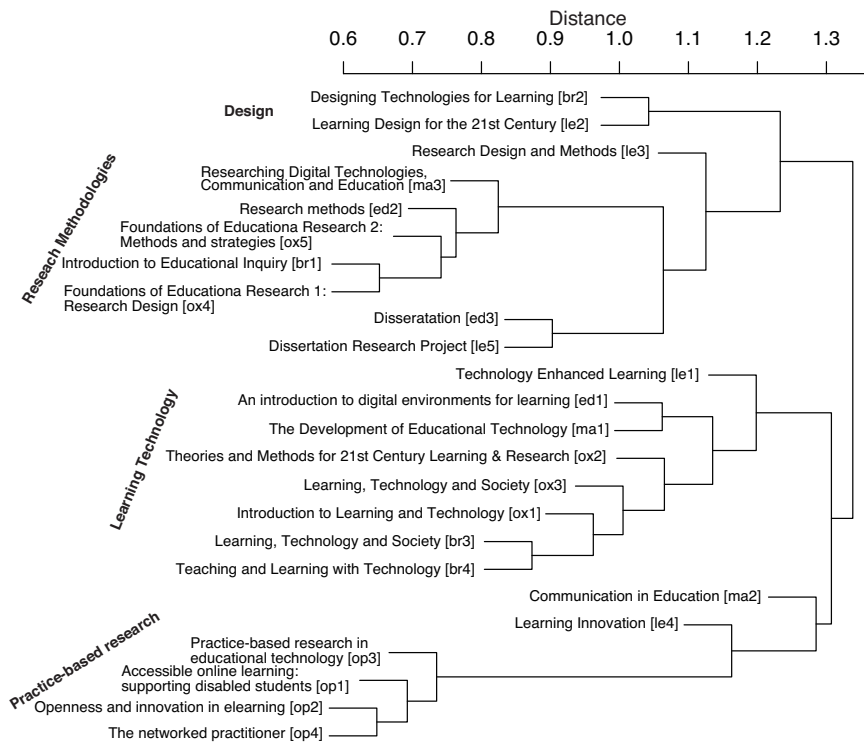 Distance
0.6 0.7 0.8 0.9 1.0 1.1 1.2 1.3
Design
Designing Technologies for Learning [br2]
Learning Design for the 21st Century [le2]
Reseach Methodologies
Research Design and Methods [le3]
Researching Digital Technologies,
Communication and Education [ma3]
Research methods [ed2]
Foundations of Educationa Research 2:
Methods and strategies [ox5]
Introduction to Educational Inquiry [br1]
Foundations of Educationa Research 1:
Research Design [ox4]
Disseratation [ed3]
Dissertation Research Project [le5]
Learning Technology
Technology Enhanced Learning [le1]
An introduction to digital environments for learning [ed1]
The Development of Educational Technology [ma1]
Theories and Methods for 21st Century Learning & Research [ox2]
Learning, Technology and Society [ox3]
Introduction to Learning and Technology [ox1]
Learning, Technology and Society [br3]
Teaching and Learning with Technology [br4]
Practice-based research
Communication in Education [ma2]
Learning Innovation [le4]
Practice-based research in
educational technology [op3]
Accessible online learning:
supporting disabled students [op1]
Openness and innovation in elearning [op2]
The networked practitioner [op4]